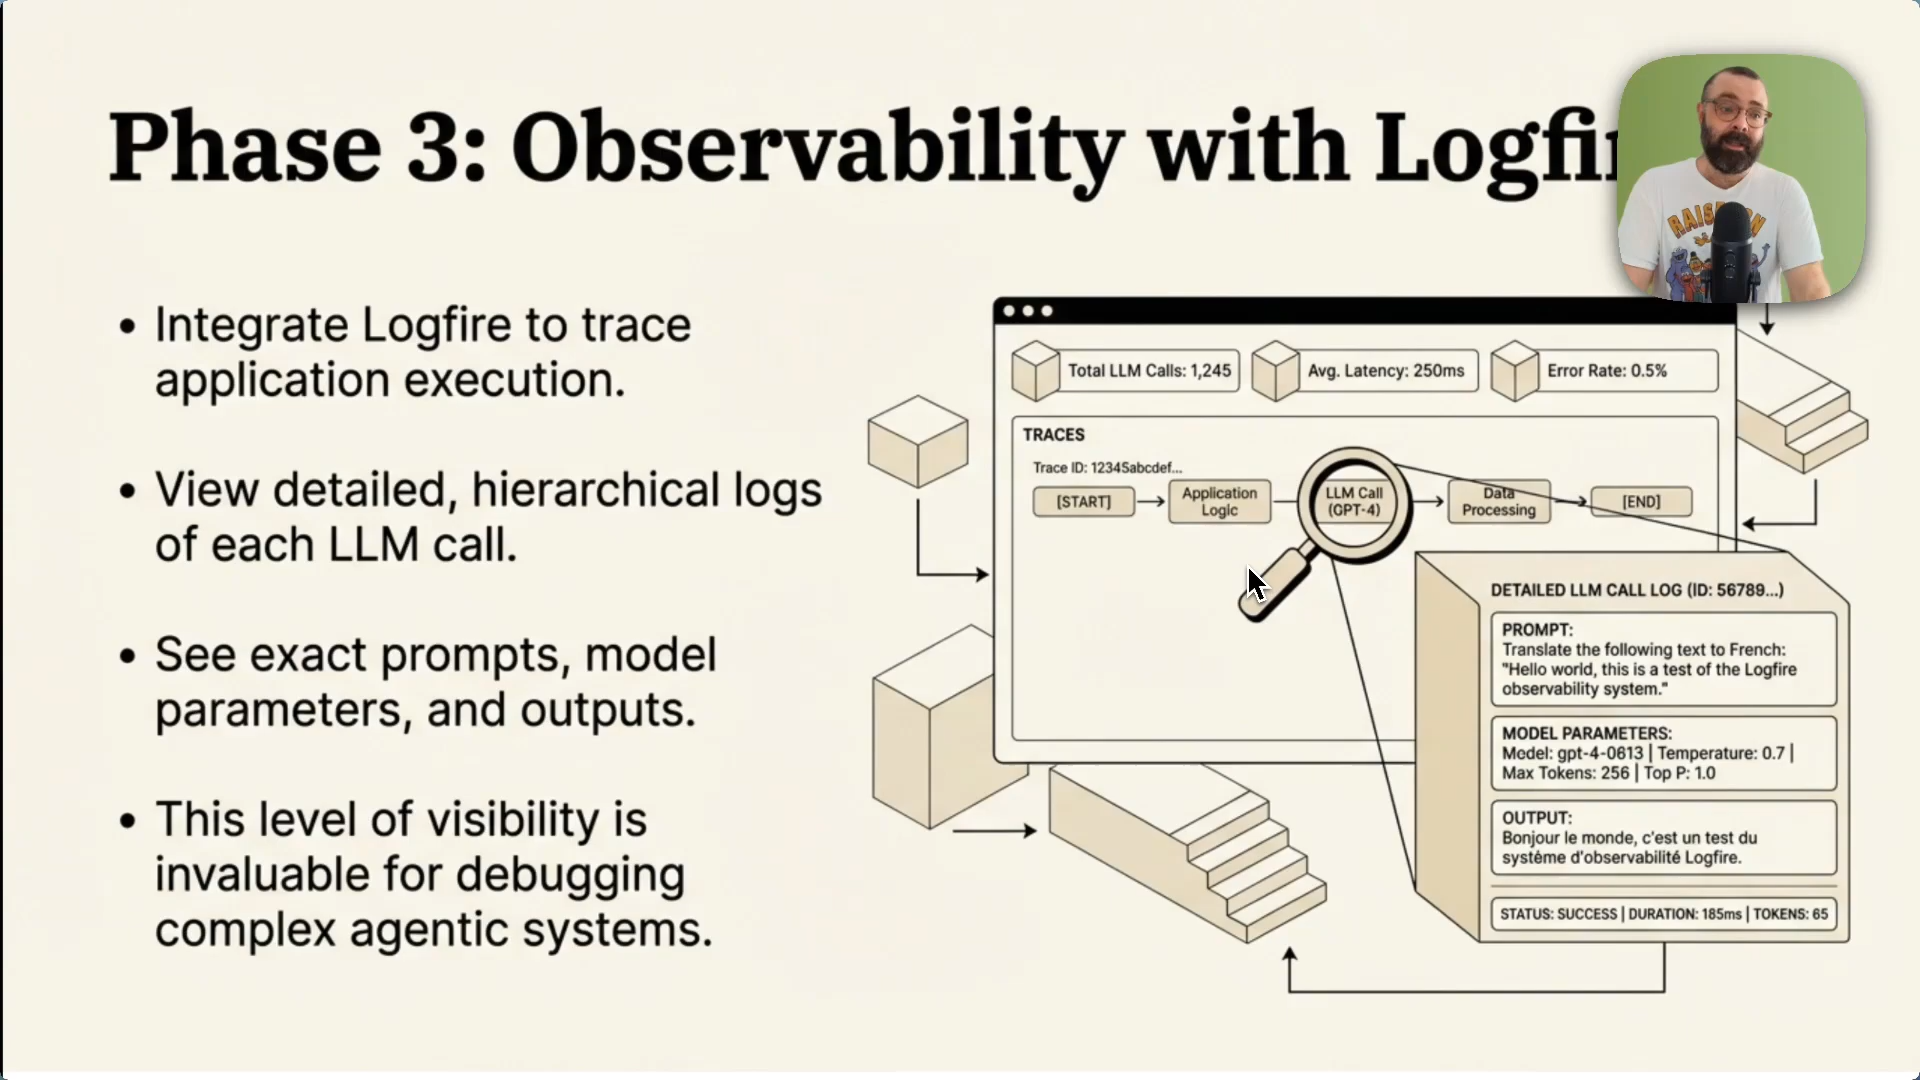 Phase 3: Observability with Logfir
• Integrate Logfire to trace
application execution.
• View detailed, hierarchical logs
of each LLM call.
• See exact prompts, model
parameters, and outputs.
• This level of visibility is
invaluable for debugging
complex agentic systems.
Total LLM Calls: 1,245
Avg. Latency: 250ms
Error Rate: 0.5%
TRACES
Trace ID: 12345abcdef...
[START]
Application
Logic
LLM Call
(GPT-4)
Data
Processing
[END]
DETAILED LLM CALL LOG (ID: 56789...)
PROMPT:
Translate the following text to French:
"Hello world, this is a test of the Logfire
observability system."
MODEL PARAMETERS:
Model: gpt-4-0613 | Temperature: 0.7 |
Max Tokens: 256 | Top P: 1.0
OUTPUT:
Bonjour le monde, c'est un test du
système d'observabilité Logfire.
STATUS: SUCCESS | DURATION: 185ms | TOKENS: 65